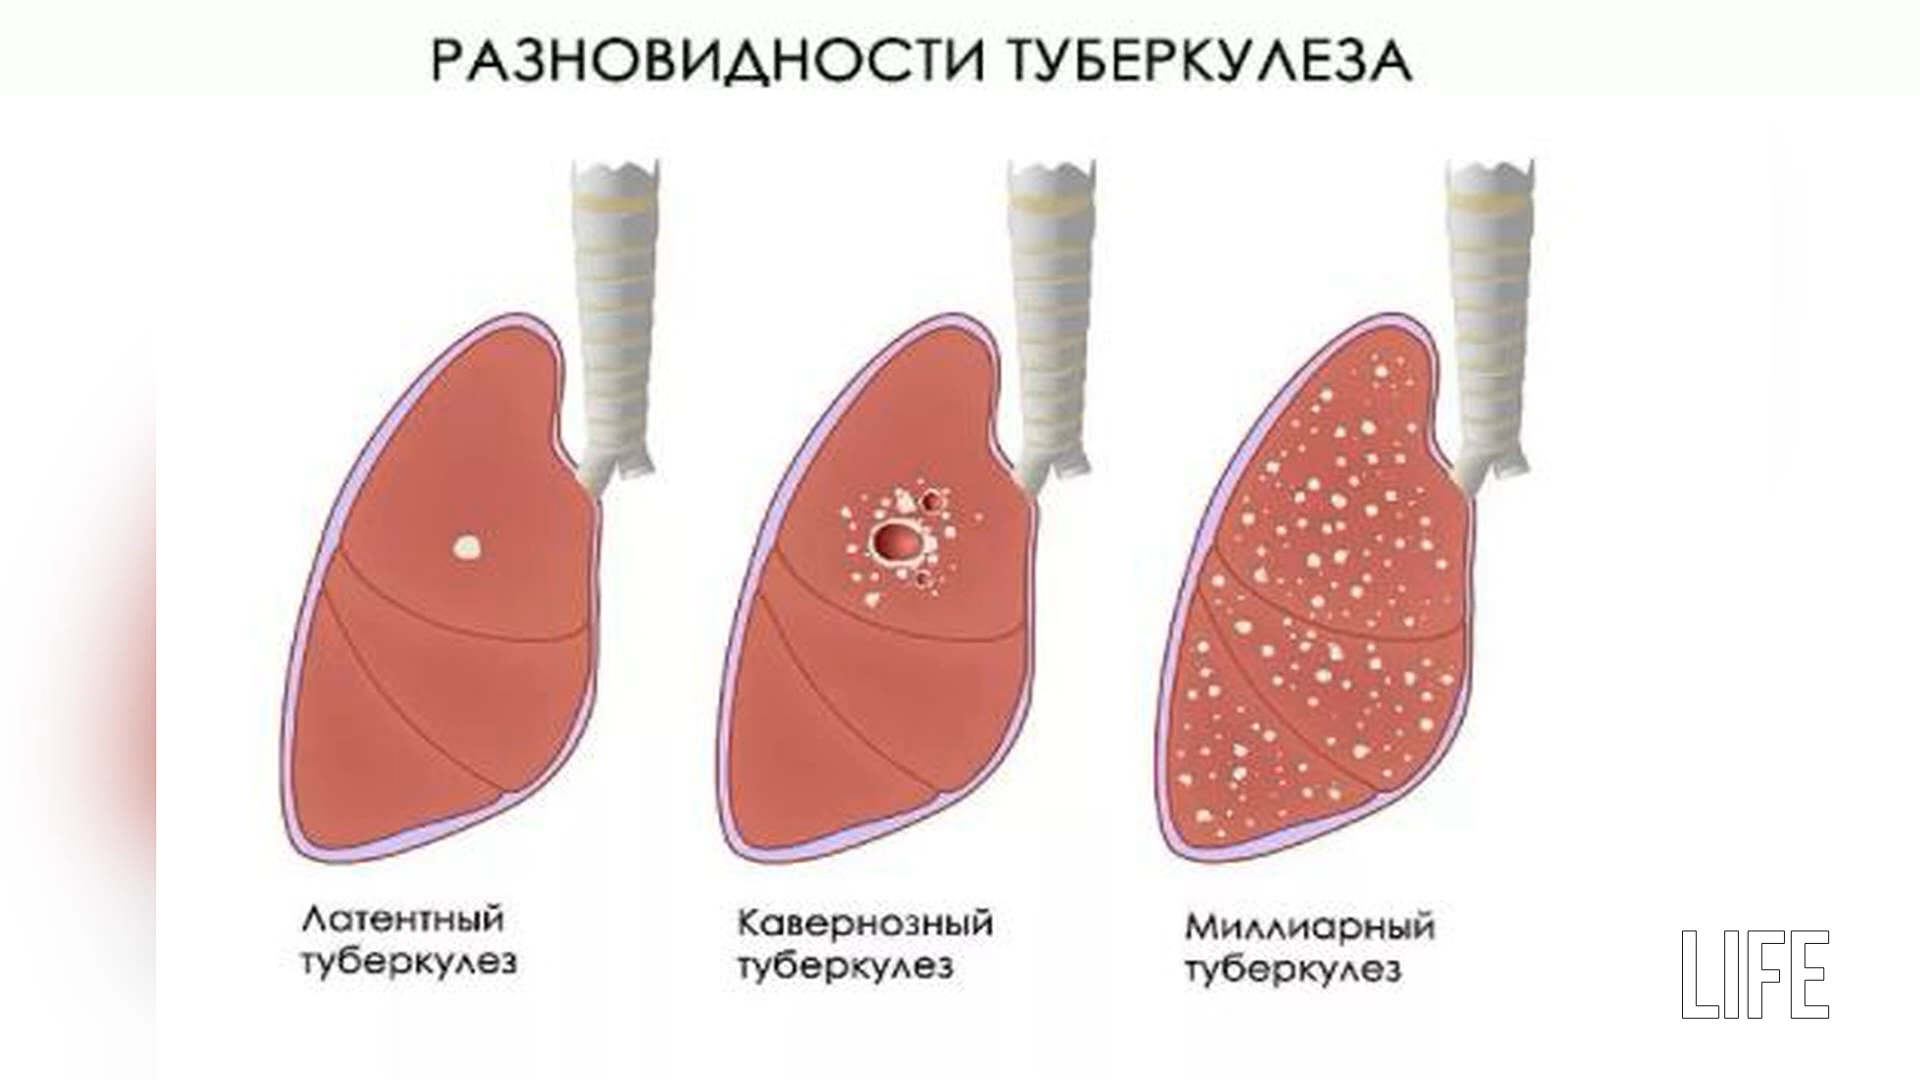 РАЗНОВИДНОСТИ ТУБЕРКУЛЕЗА
Латентный
туберкулез
Кавернозный
туберкулез
Миллиарный
туберкулез
LIFE